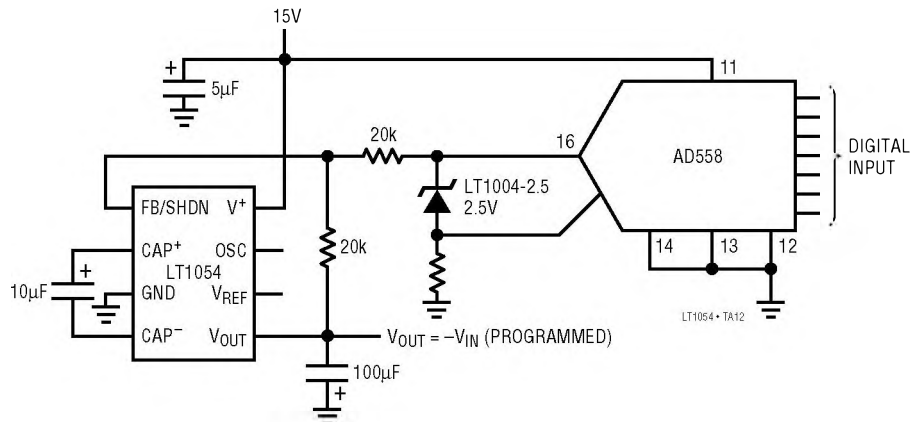 15V
+
5μF
11
20k
16
AD558
DIGITAL
INPUT
LT1004-2.5
2.5V
FB/SHDN
V+
CAP+
OSC
LT1054
20k
+
10μF
GND
VREF
CAP−
VOUT
14
13
12
LT1054 • TA12
VOUT = –VIN (PROGRAMMED)
100μF
+